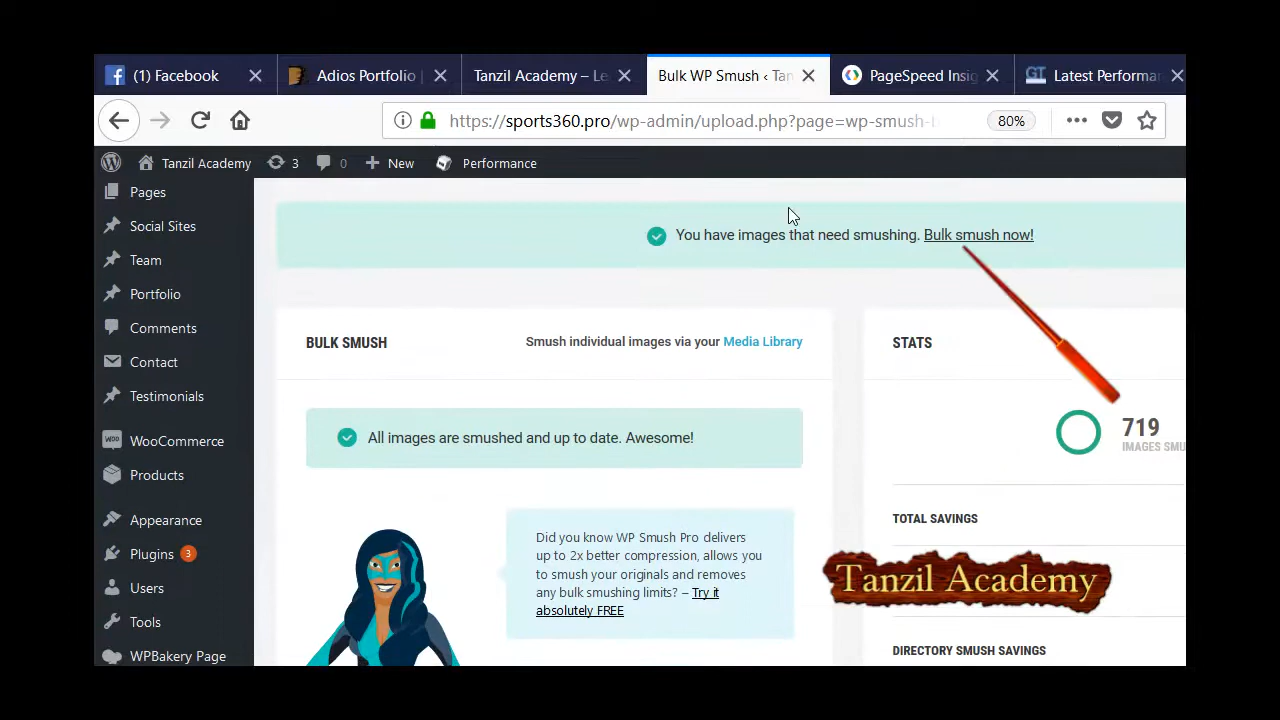 (1) Facebook
Adios Portfolio |
Tanzil Academy – Le
Bulk WP Smush ‹ Tan
PageSpeed Insig
GT Latest Performa
https://sports360.pro/wp-admin/upload.php?page=wp-smush-
80%
Tanzil Academy
3
0
New
Performance
Pages
Social Sites
Team
Portfolio
Comments
Contact
Testimonials
WOO WooCommerce
Products
Appearance
Plugins 3
Users
Tools
WPBakery Page
You have images that need smushing. Bulk smush now!
BULK SMUSH
Smush individual images via your Media Library
All images are smushed and up to date. Awesome!
Did you know WP Smush Pro delivers
up to 2x better compression, allows you
to smush your originals and removes
any bulk smushing limits? – Try it
absolutely FREE
STATS
719
IMAGES SMU
TOTAL SAVINGS
Tanzil Academy
DIRECTORY SMUSH SAVINGS